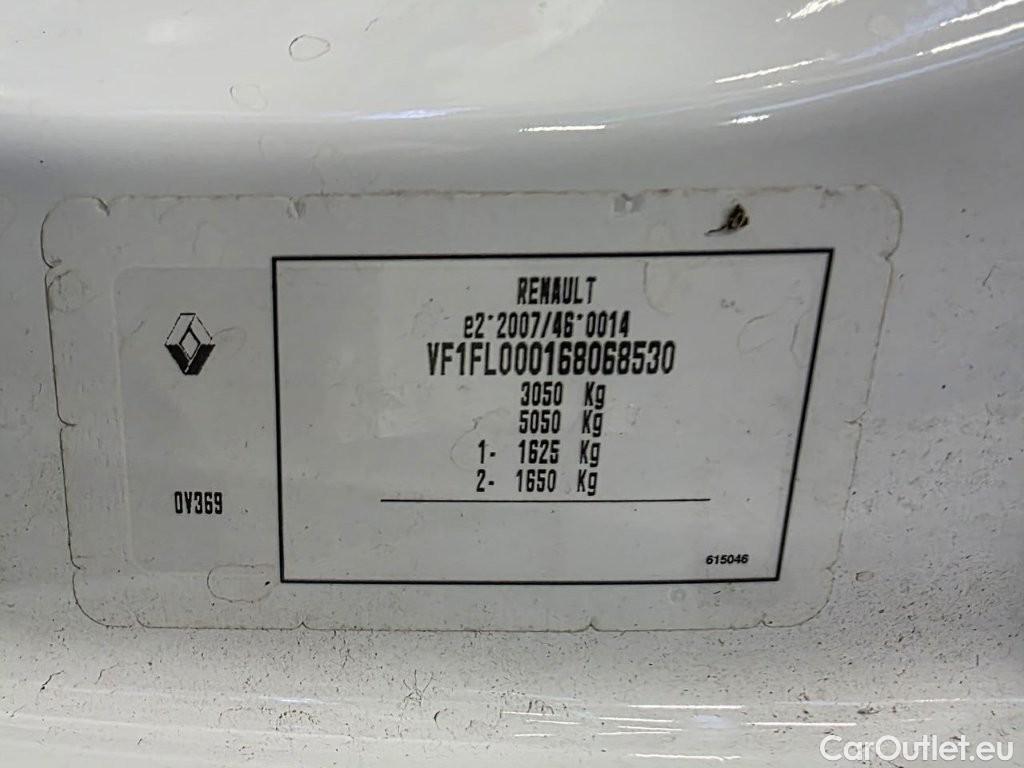 RENAULT
e2*2007/46*0014
VF1FL000168068530
3050 Kg
5050 Kg
1- 1625 Kg
2- 1650 Kg
0V369
615046
CarOutlet.eu